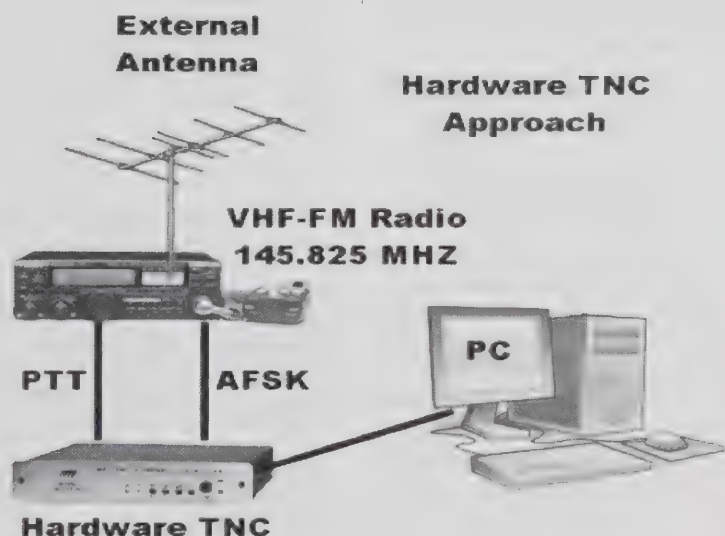 External
Antenna
Hardware TNC
Approach
VHF-FM Radio
145.825 MHZ
PTT
AFSK
PC
Hardware TNC